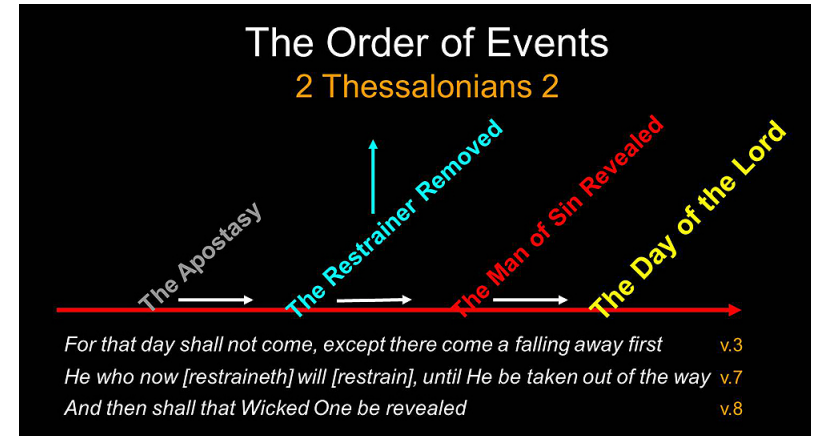 The Order of Events
2 Thessalonians 2
The Apostasy
The Restrainer Removed
The Man of Sin Revealed
The Day of the Lord
For that day shall not come, except there come a falling away first v.3
He who now [restraineth] will [restrain], until He be taken out of the way v.7
And then shall that Wicked One be revealed v.8